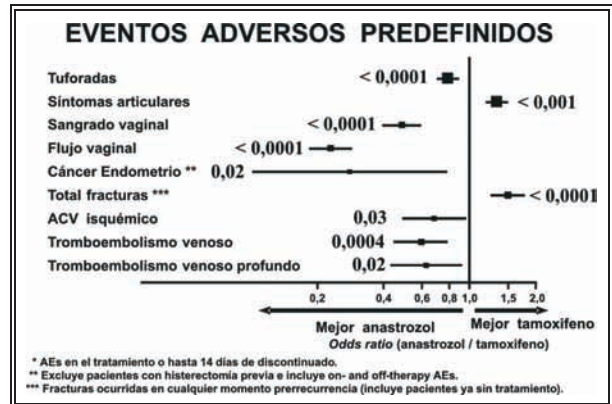 EVENTOS ADVERSOS PREDEFINIDOS
Tuforadas < 0,0001
Síntomas articulares < 0,001
Sangrado vaginal < 0,0001
Flujo vaginal < 0,0001
Cáncer Endometrio ** 0,02
Total fracturas *** < 0,0001
ACV isquémico 0,03
Tromboembolismo venoso 0,0004
Tromboembolismo venoso profundo 0,02
0,2 0,4 0,6 0,8 1,0 1,5 2,0
Mejor anastrozol Mejor tamoxifeno
Odds ratio (anastrozol / tamoxifeno)
* AEs en el tratamiento o hasta 14 días de discontinuado.
** Excluye pacientes con histerectomía previa e incluye on- and off-therapy AEs.
*** Fracturas ocurridas en cualquier momento prerrecurrencia (incluye pacientes ya sin tratamiento).